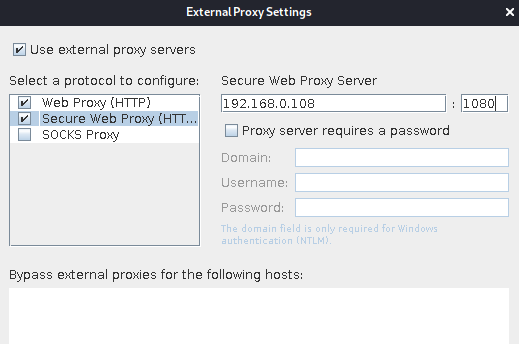 External Proxy Settings
Use external proxy servers
Select a protocol to configure:
Web Proxy (HTTP)
Secure Web Proxy (HTT...
SOCKS Proxy
Secure Web Proxy Server
192.168.0.108 : 1080
Proxy server requires a password
Domain:
Username:
Password:
The domain field is only required for Windows
authentication (NTLM).
Bypass external proxies for the following hosts: